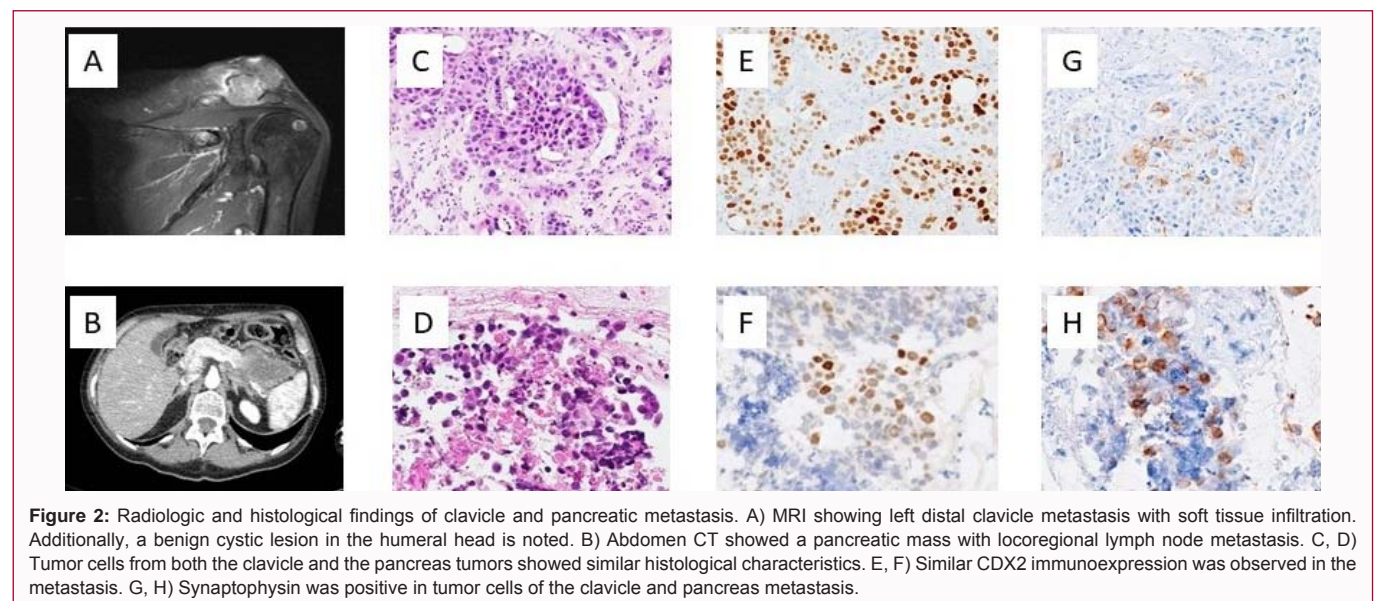 A
C
E
G
B
D
F
H
Figure 2: Radiologic and histological findings of clavicle and pancreatic metastasis. A) MRI showing left distal clavicle metastasis with soft tissue infiltration.
Additionally, a benign cystic lesion in the humeral head is noted. B) Abdomen CT showed a pancreatic mass with locoregional lymph node metastasis. C, D)
Tumor cells from both the clavicle and the pancreas tumors showed similar histological characteristics. E, F) Similar CDX2 immunoexpression was observed in the
metastasis. G, H) Synaptophysin was positive in tumor cells of the clavicle and pancreas metastasis.